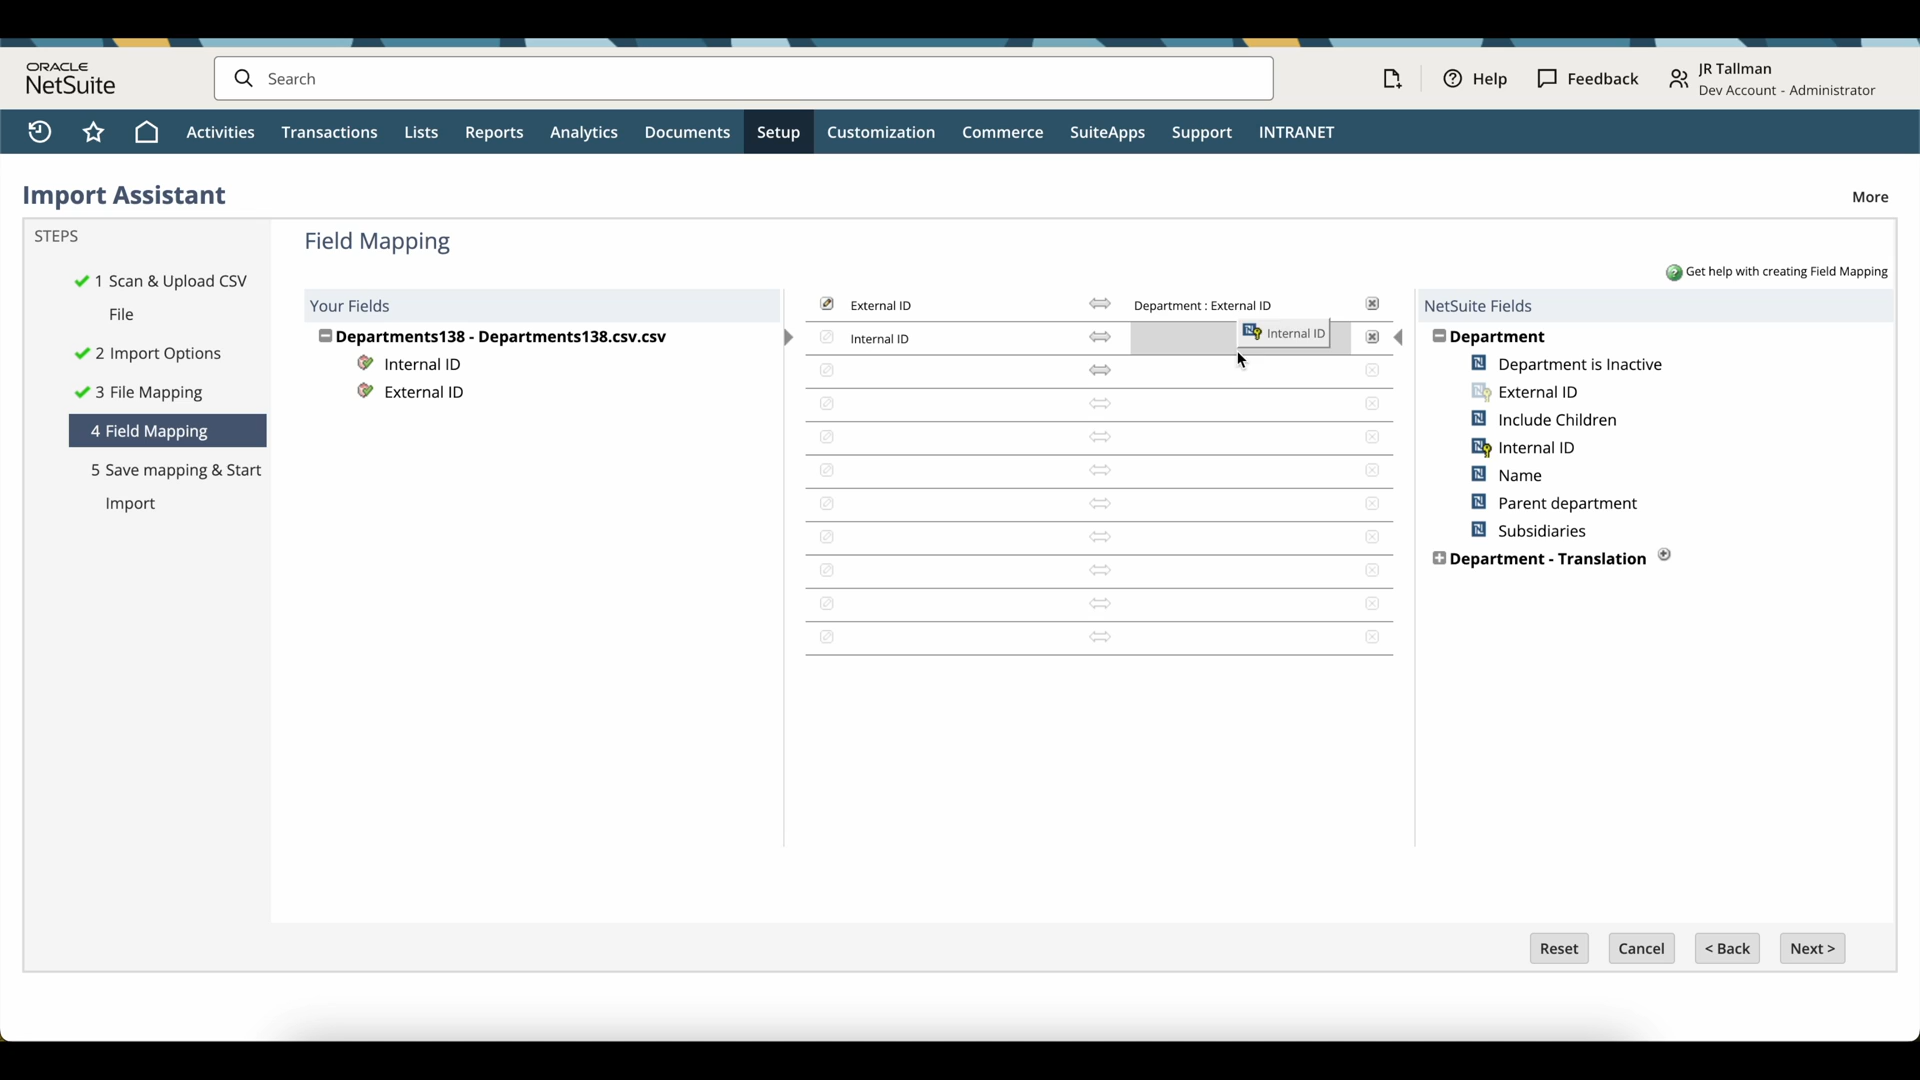 ORACLE
NetSuite
Search
Help
Feedback
JR Tallman
Dev Account - Administrator
Activities
Transactions
Lists
Reports
Analytics
Documents
Setup
Customization
Commerce
SuiteApps
Support
INTRANET
Import Assistant
More
STEPS
1 Scan & Upload CSV
File
2 Import Options
3 File Mapping
4 Field Mapping
5 Save mapping & Start
Import
Field Mapping
Get help with creating Field Mapping
Your Fields
Departments138 - Departments138.csv.csv
Internal ID
External ID
External ID
Department : External ID
Internal ID
Internal ID
NetSuite Fields
Department
Department is Inactive
External ID
Include Children
Internal ID
Name
Parent department
Subsidiaries
Department - Translation
Reset
Cancel
< Back
Next >